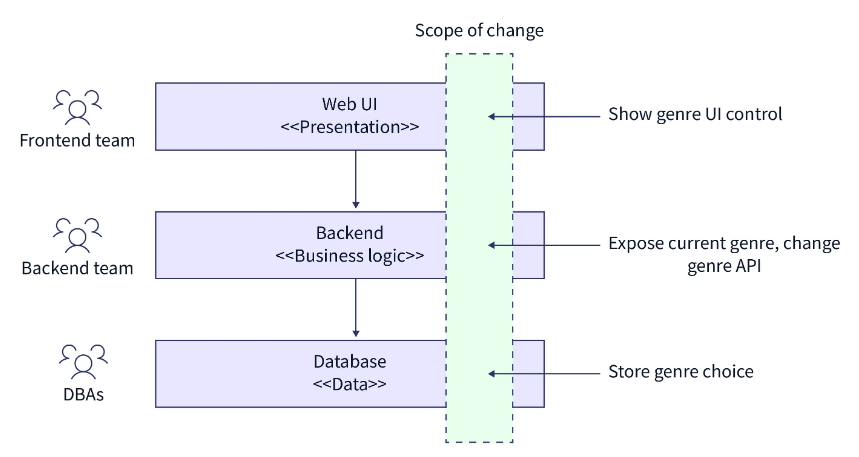 Scope of change
Web UI
<<Presentation>>
Frontend team
Show genre UI control
Backend
<<Business logic>>
Backend team
Expose current genre, change
genre API
Database
<<Data>>
DBAs
Store genre choice